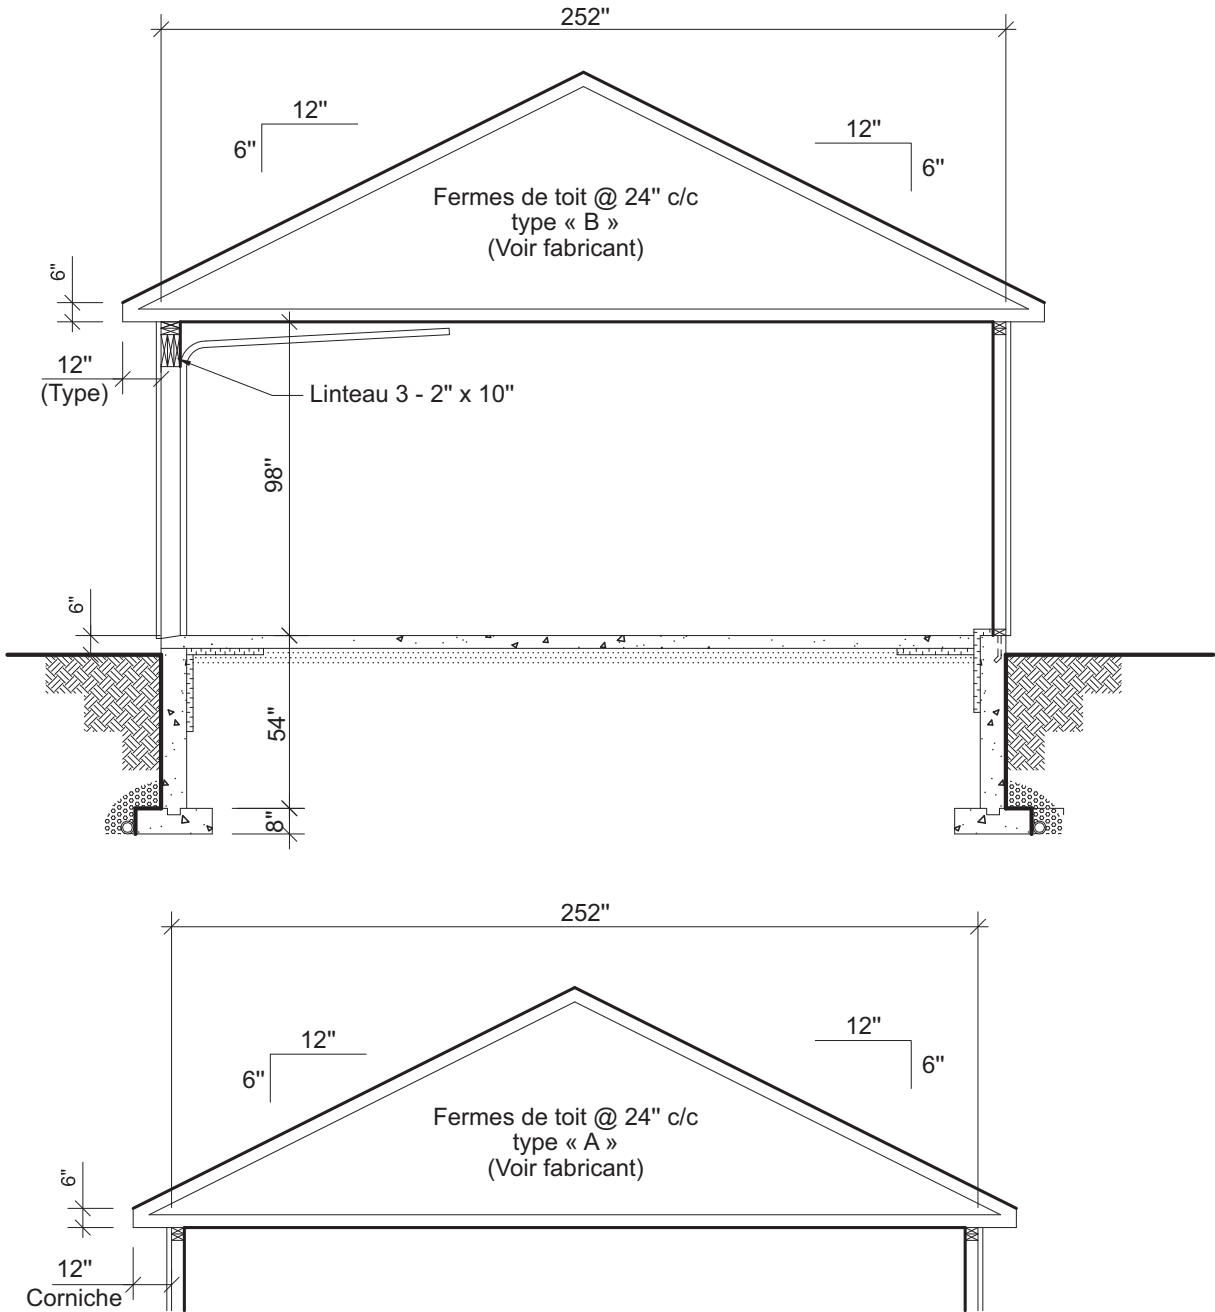 252"
12"
6"
12"
6"
Fermes de toit @ 24" c/c
type « B »
(Voir fabricant)
6"
12"
(Type)
Linteau 3 - 2" x 10"
98"
6"
54"
8"
252"
12"
6"
12"
6"
Fermes de toit @ 24" c/c
type « A »
(Voir fabricant)
6"
12"
Corniche